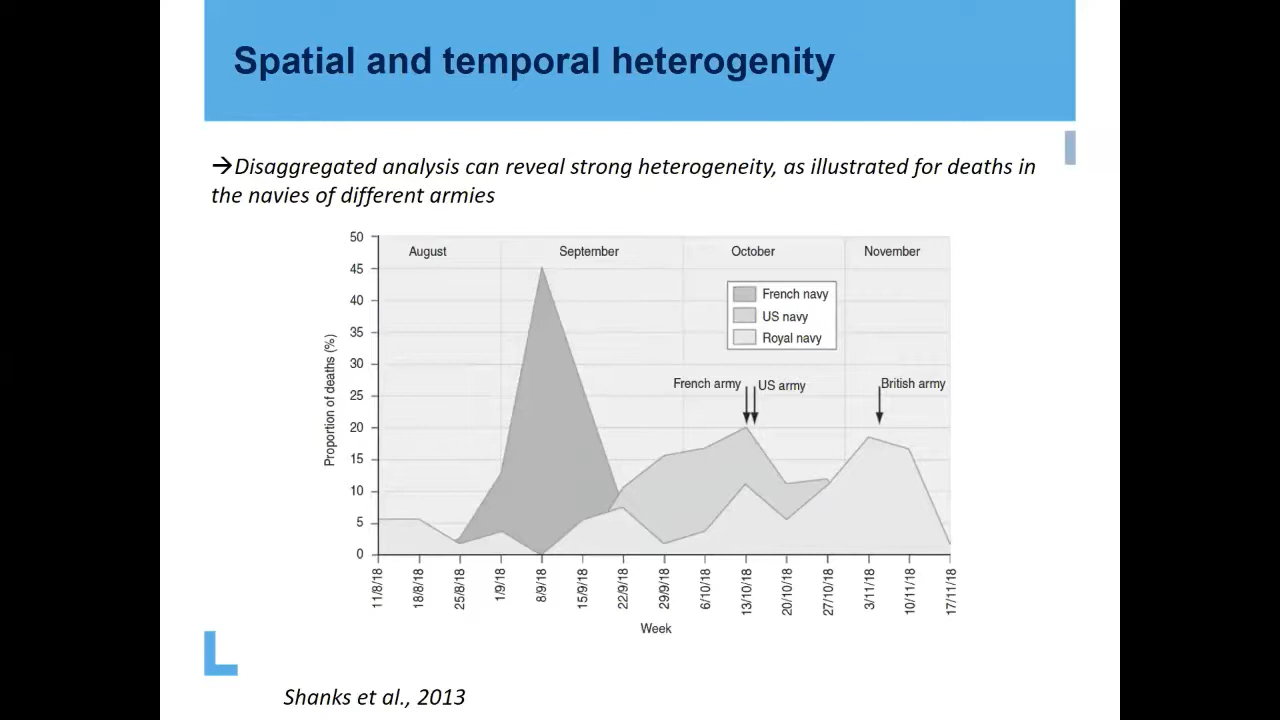 Spatial and temporal heterogenity
→Disaggregated analysis can reveal strong heterogeneity, as illustrated for deaths in
the navies of different armies
50
45
40
35
30
25
20
15
10
5
0
Proportion of deaths (%)
August
September
October
November
French navy
US navy
Royal navy
French army
US army
British army
11/8/18
18/8/18
25/8/18
1/9/18
8/9/18
15/9/18
22/9/18
29/9/18
6/10/18
13/10/18
20/10/18
27/10/18
3/11/18
10/11/18
17/11/18
Week
Shanks et al., 2013